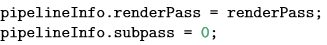 pipelineInfo.renderPass = renderPass;
pipelineInfo.subpass = 0;